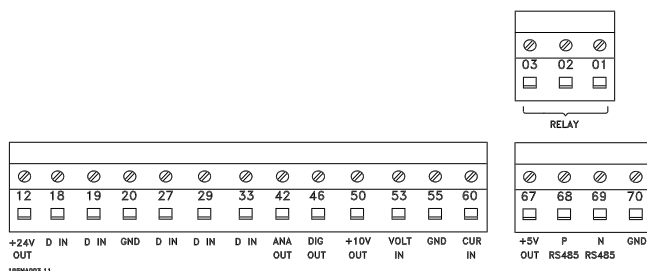 03 02 01
RELAY
12 18 19 20 27 29 33 42 46 50 53 55 60
67 68 69 70
+24V OUT
D IN
D IN
GND
D IN
D IN
D IN
ANA OUT
DIG OUT
+10V OUT
VOLT IN
GND
CUR IN
+5V OUT
P RS485
N RS485
GND